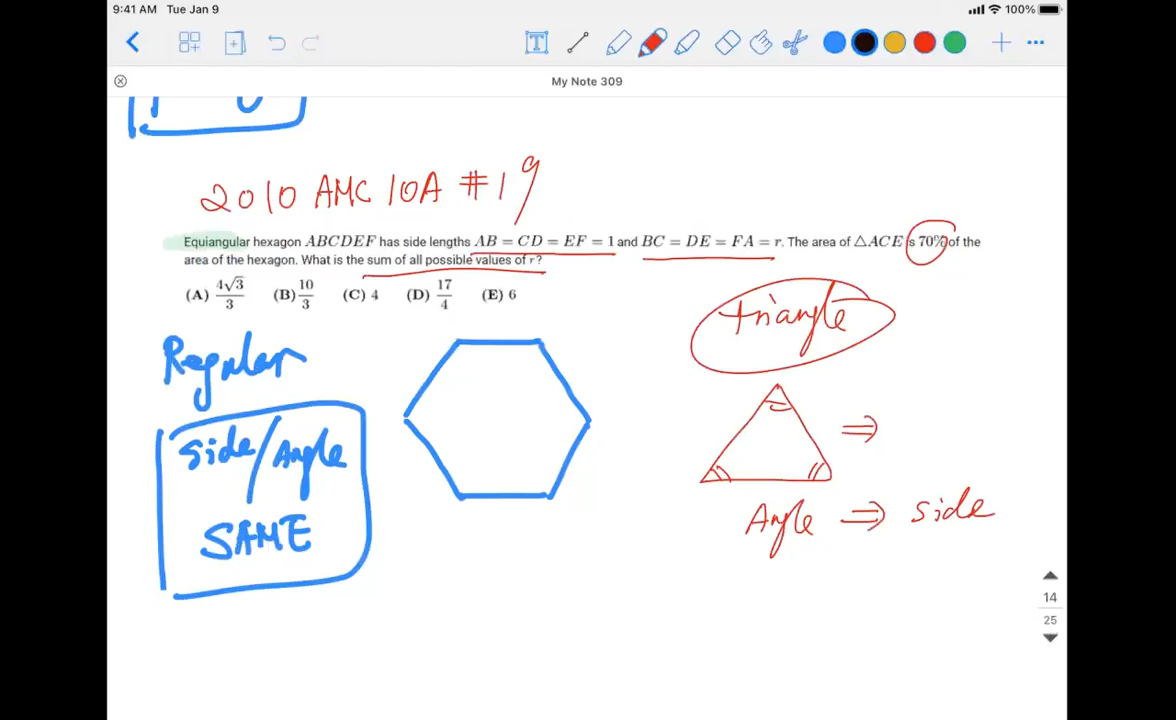 9:41 AM Tue Jan 9
100%
My Note 309
2010 AMC 10A #19
Equiangular hexagon ABCDEF has side lengths AB = CD = EF = 1 and BC = DE = FA = r. The area of △ACE is 70% of the
area of the hexagon. What is the sum of all possible values of r?
(A) 4√3/3 (B) 10/3 (C) 4 (D) 17/4 (E) 6
triangle
Regular
Side/Angle
SAME
⇒
Angle ⇒ side
14
25